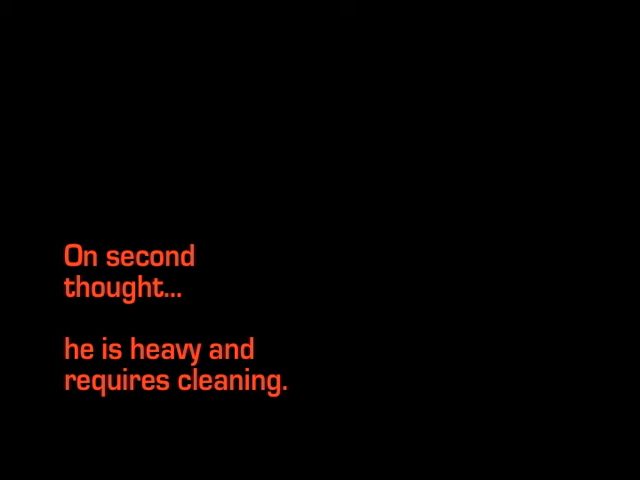 On second
thought...
he is heavy and
requires cleaning.